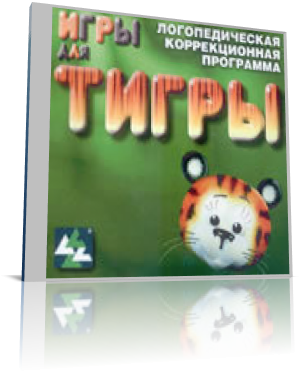 ИГРЫ
ДЛЯ
ТИГРЫ
ЛОГОПЕДИЧЕСКАЯ
КОРРЕКЦИОННАЯ
ПРОГРАММА